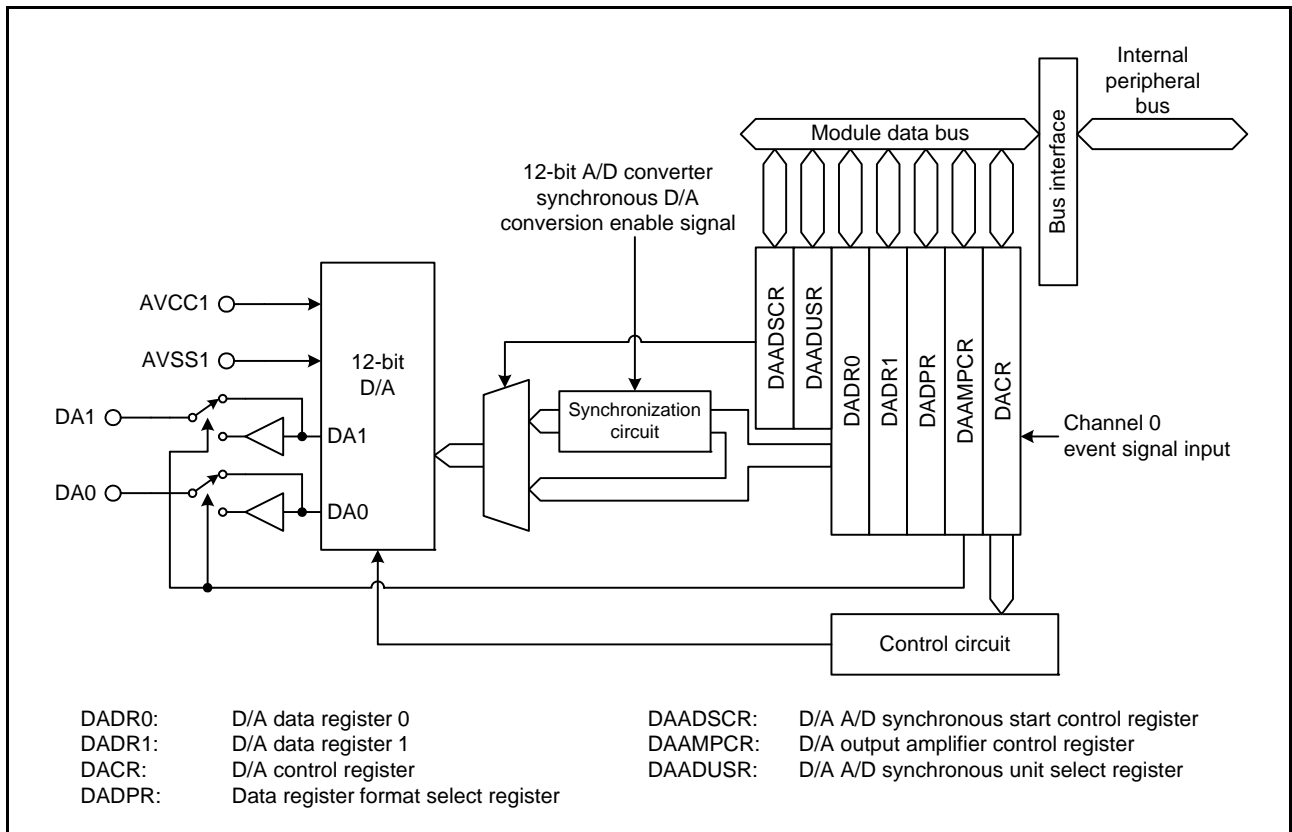 Internal
peripheral
bus
Module data bus
Bus interface
12-bit A/D converter
synchronous D/A
conversion enable signal
AVCC1
AVSS1
12-bit
D/A
DA1
DA1
DA0
DA0
Synchronization
circuit
DAADSCR
DAADUSR
DADR0
DADR1
DADPR
DAAMPCR
DACR
Channel 0
event signal input
Control circuit
DADR0: D/A data register 0
DADR1: D/A data register 1
DACR: D/A control register
DADPR: Data register format select register
DAADSCR: D/A A/D synchronous start control register
DAAMPCR: D/A output amplifier control register
DAADUSR: D/A A/D synchronous unit select register